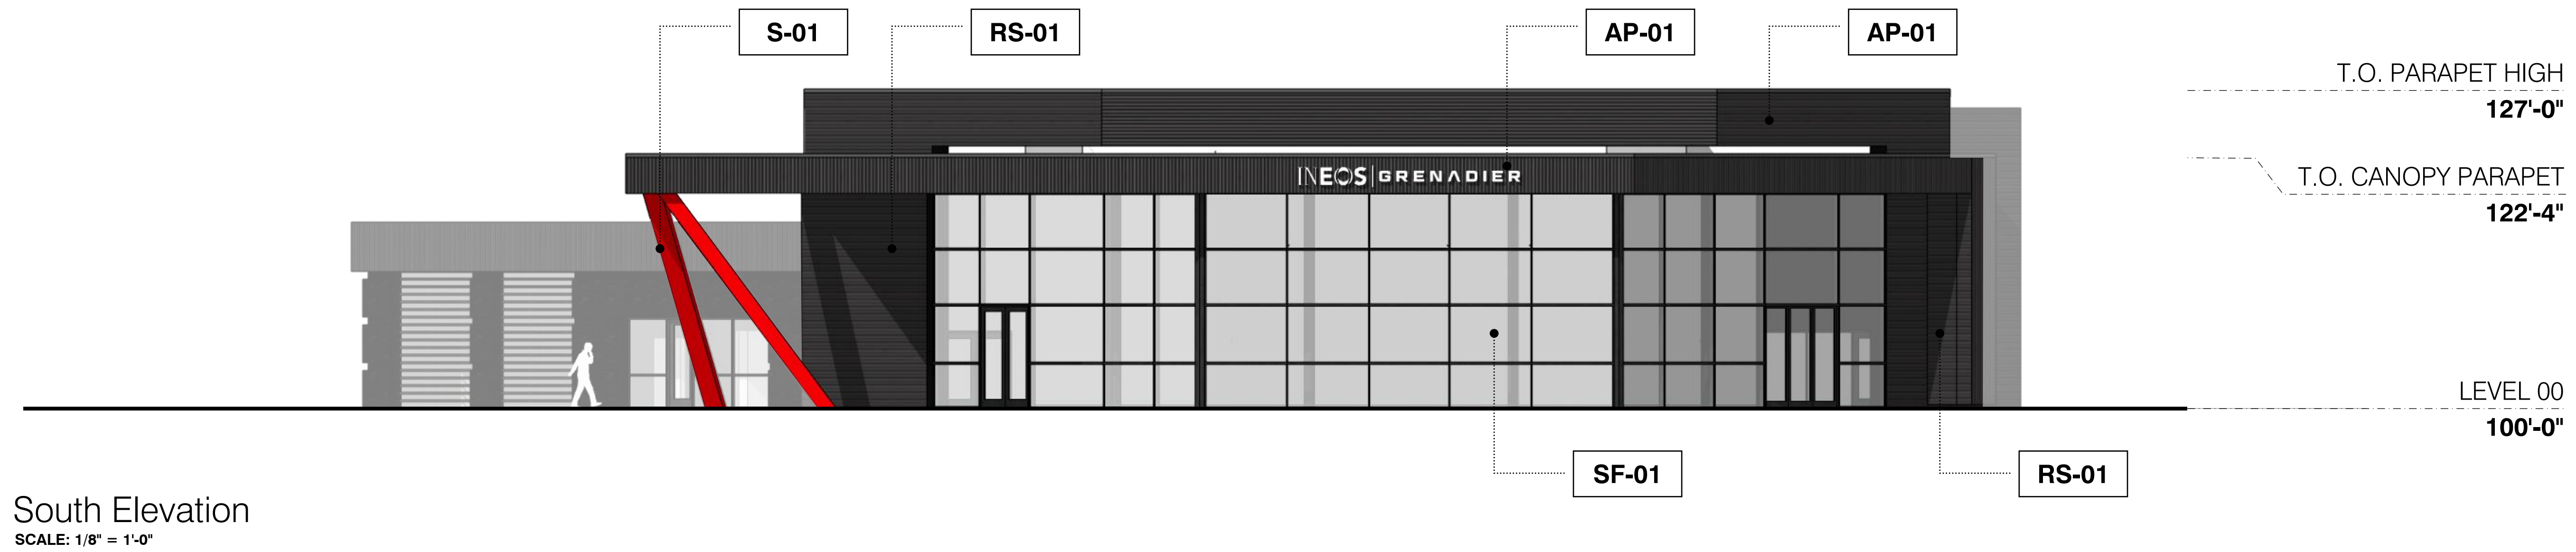 S-01
RS-01
AP-01
AP-01
T.O. PARAPET HIGH
127'-0"
INEOS GRENADIER
T.O. CANOPY PARAPET
122'-4"
LEVEL 00
100'-0"
SF-01
RS-01
South Elevation
SCALE: 1/8" = 1'-0"